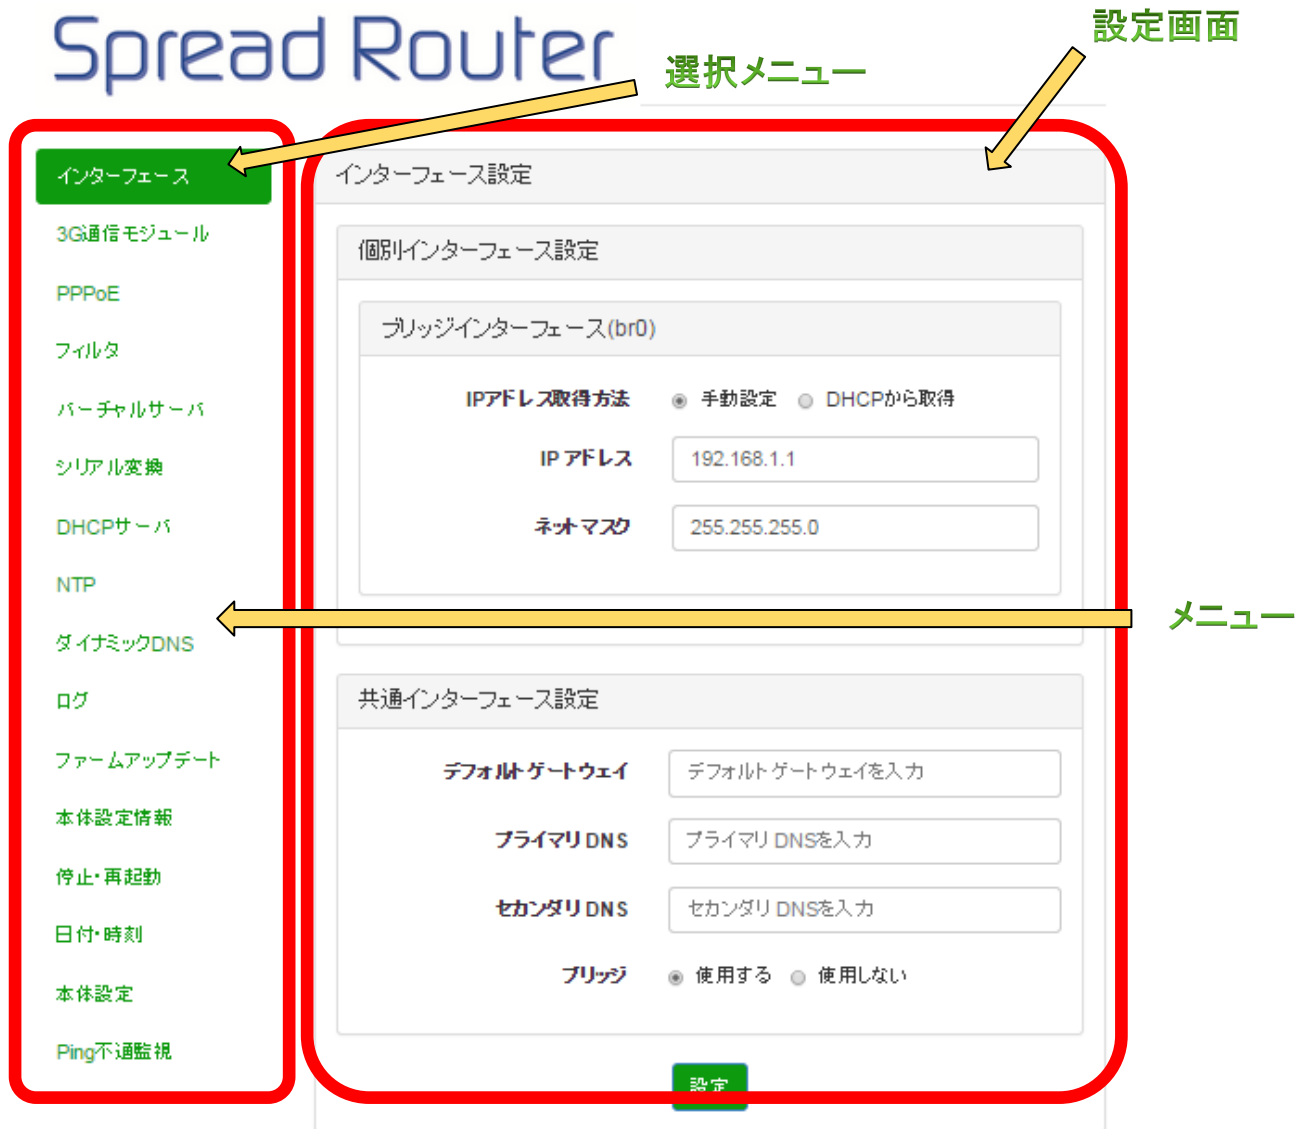 Spread Router
設定画面
選択メニュー
インターフェース
3G通信モジュール
PPPoE
フィルタ
バーチャルサーバ
シリアル変換
DHCPサーバ
NTP
ダイナミックDNS
ログ
ファームアップデート
本体設定情報
停止・再起動
日付・時刻
本体設定
Ping不通監視
インターフェース設定
個別インターフェース設定
ブリッジインターフェース(br0)
IPアドレス取得方法 手動設定 DHCPから取得
IP アドレス 192.168.1.1
ネットマスク 255.255.255.0
メニュー
共通インターフェース設定
デフォルトゲートウェイ デフォルトゲートウェイを入力
プライマリ DNS プライマリ DNSを入力
セカンダリ DNS セカンダリ DNSを入力
ブリッジ 使用する 使用しない
設定